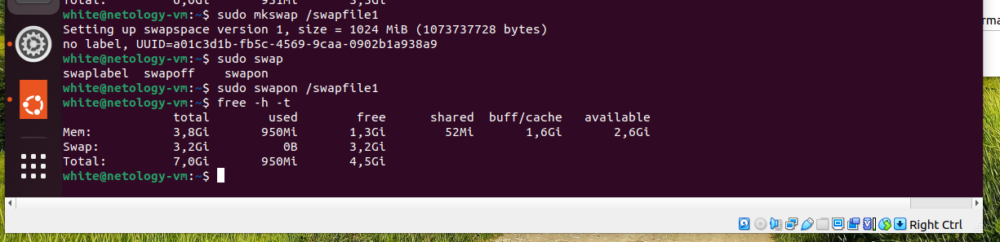 white@netology-vm:~$ sudo mkswap /swapfile1
Setting up swapspace version 1, size = 1024 MiB (1073737728 bytes)
no label, UUID=a01c3d1b-fb5c-4569-9caa-0902b1a938a9
white@netology-vm:~$ sudo swap
swaplabel  swapoff    swapon
white@netology-vm:~$ sudo swapon /swapfile1
white@netology-vm:~$ free -h -t
               total        used        free      shared  buff/cache   available
Mem:           3,8Gi       950Mi       1,3Gi        52Mi       1,6Gi       2,6Gi
Swap:          3,2Gi          0B       3,2Gi
Total:         7,0Gi       950Mi       4,5Gi
white@netology-vm:~$
Right Ctrl